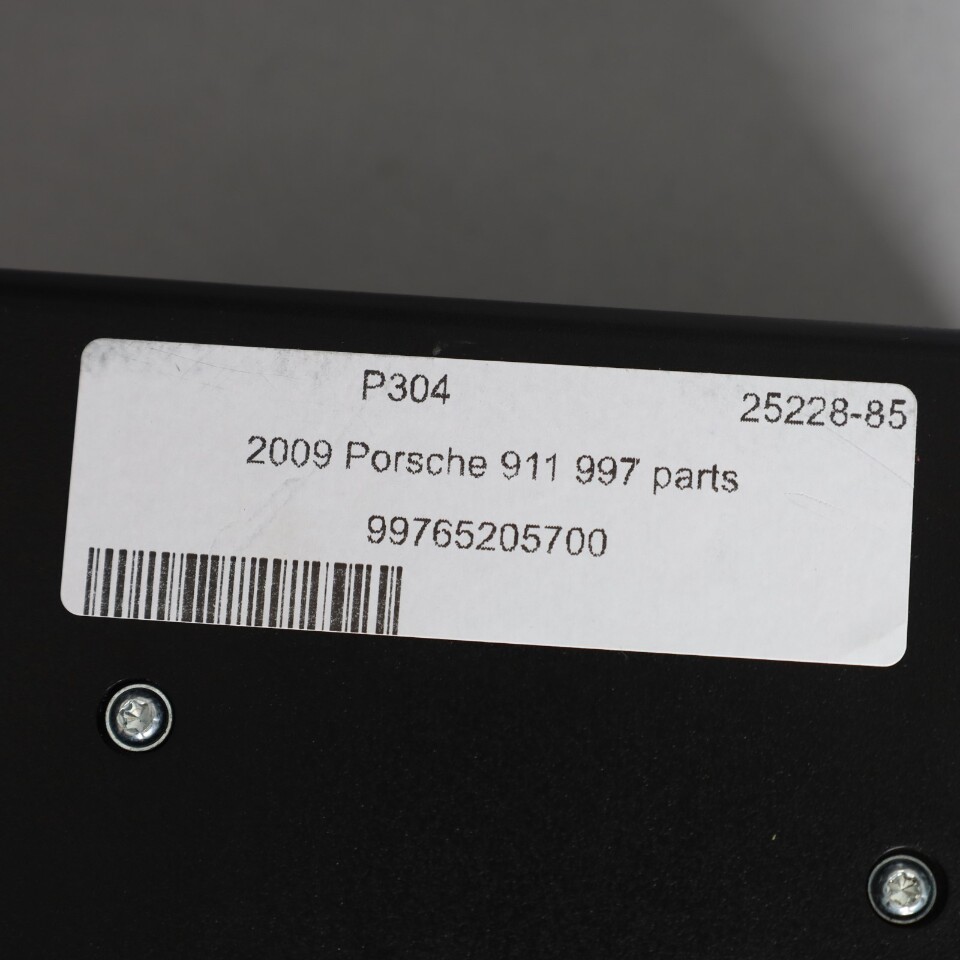 P304
25228-85
2009 Porsche 911 997 parts
99765205700